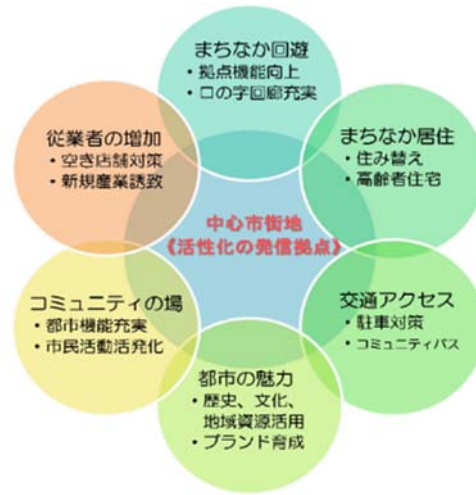 まちなか回遊
・拠点機能向上
・ロの字回廊充実
まちなか居住
・住み替え
・高齢者住宅
交通アクセス
・駐車対策
・コミュニティバス
都市の魅力
・歴史、文化、
地域資源活用
・ブランド育成
コミュニティの場
・都市機能充実
・市民活動活発化
従業者の増加
・空き店舗対策
・新規産業誘致
中心市街地
《活性化の発信拠点》